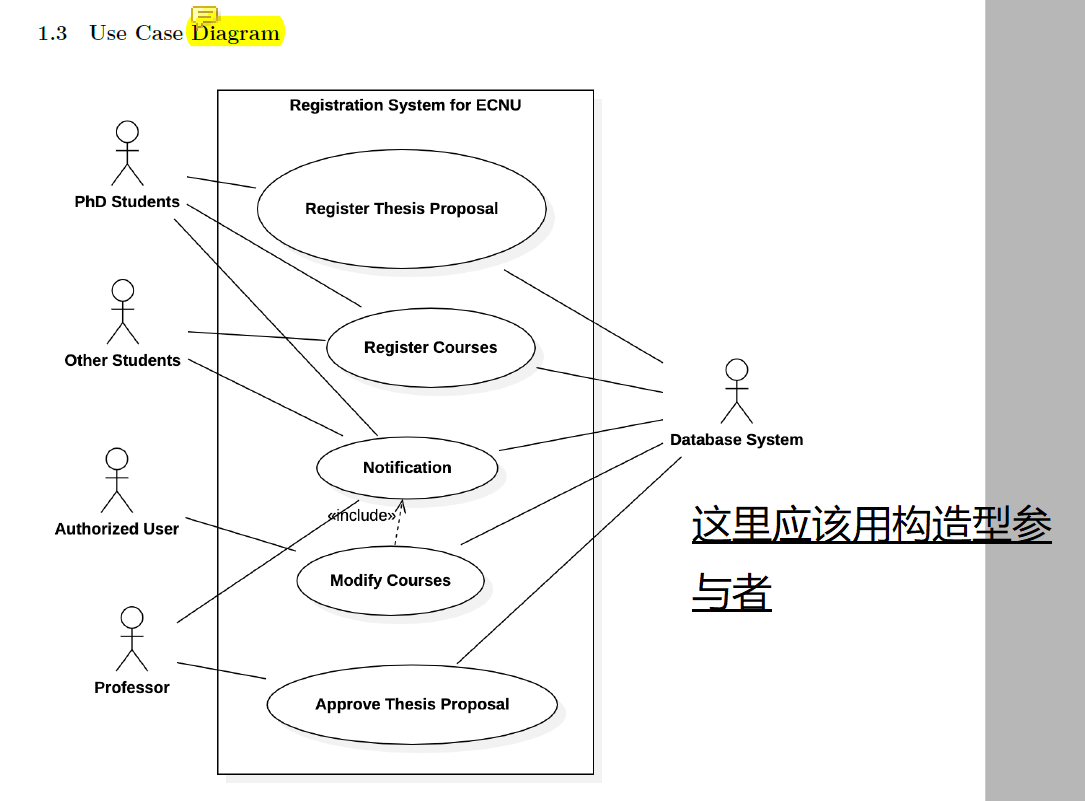 1.3 Use Case Diagram
Registration System for ECNU
PhD Students
Register Thesis Proposal
Register Courses
Other Students
Database System
Notification
«include»
Authorized User
这里应该用构造型参
与者
Modify Courses
Professor
Approve Thesis Proposal